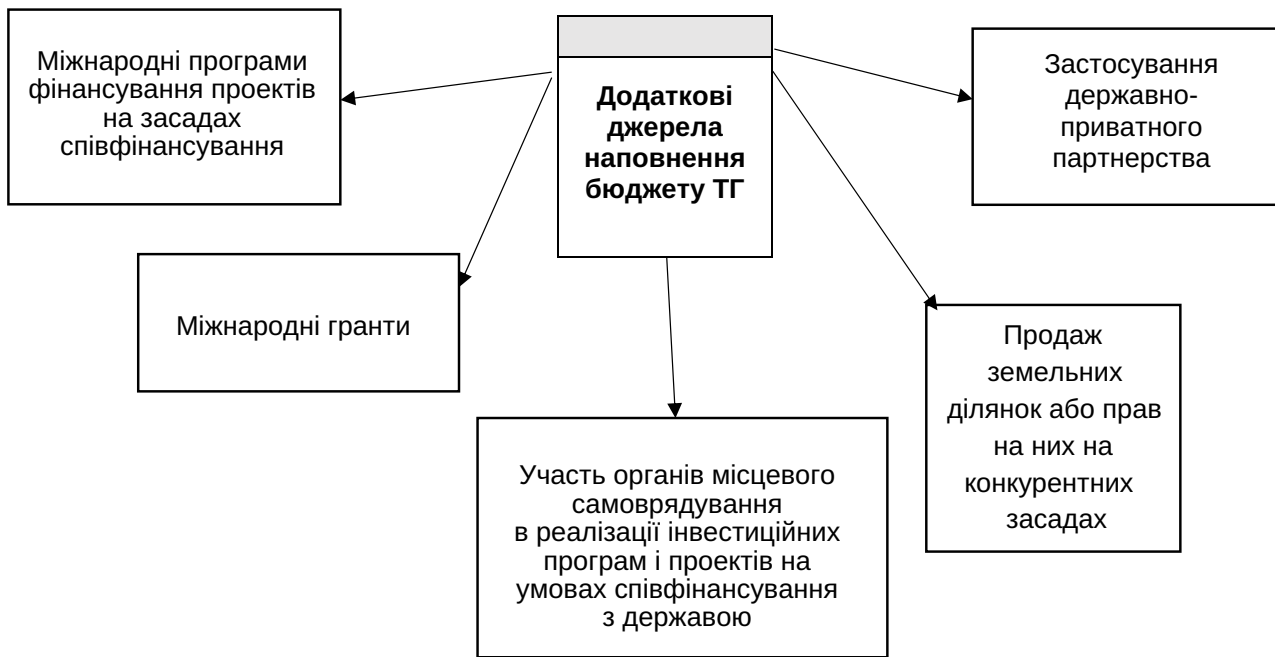 Міжнародні програми
фінансування проектів
на засадах
співфінансування
Додаткові
джерела
наповнення
бюджету ТГ
Застосування
державно-
приватного
партнерства
Міжнародні гранти
Продаж
земельних
ділянок або прав
на них на
конкурентних
засадах
Участь органів місцевого
самоврядування
в реалізації інвестиційних
програм і проектів на
умовах співфінансування
з державою